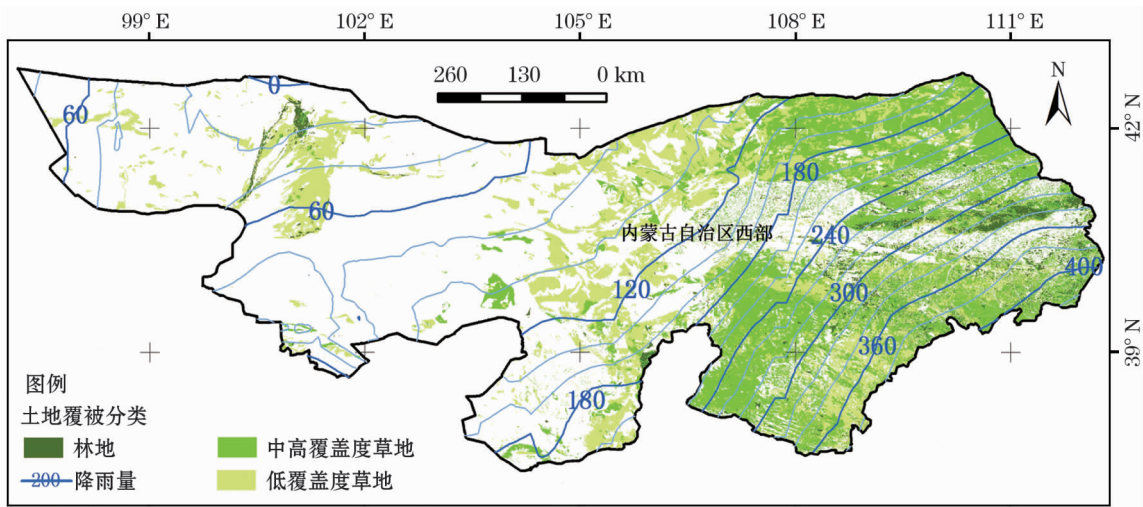 99° E 102° E 105° E 108° E 111° E
260 130 0 km
N
0
60
42° N
180
60
内蒙古自治区西部
240
400
120
300
360
39° N
180
图例
土地覆被分类
林地 中高覆盖度草地
200 降雨量 低覆盖度草地